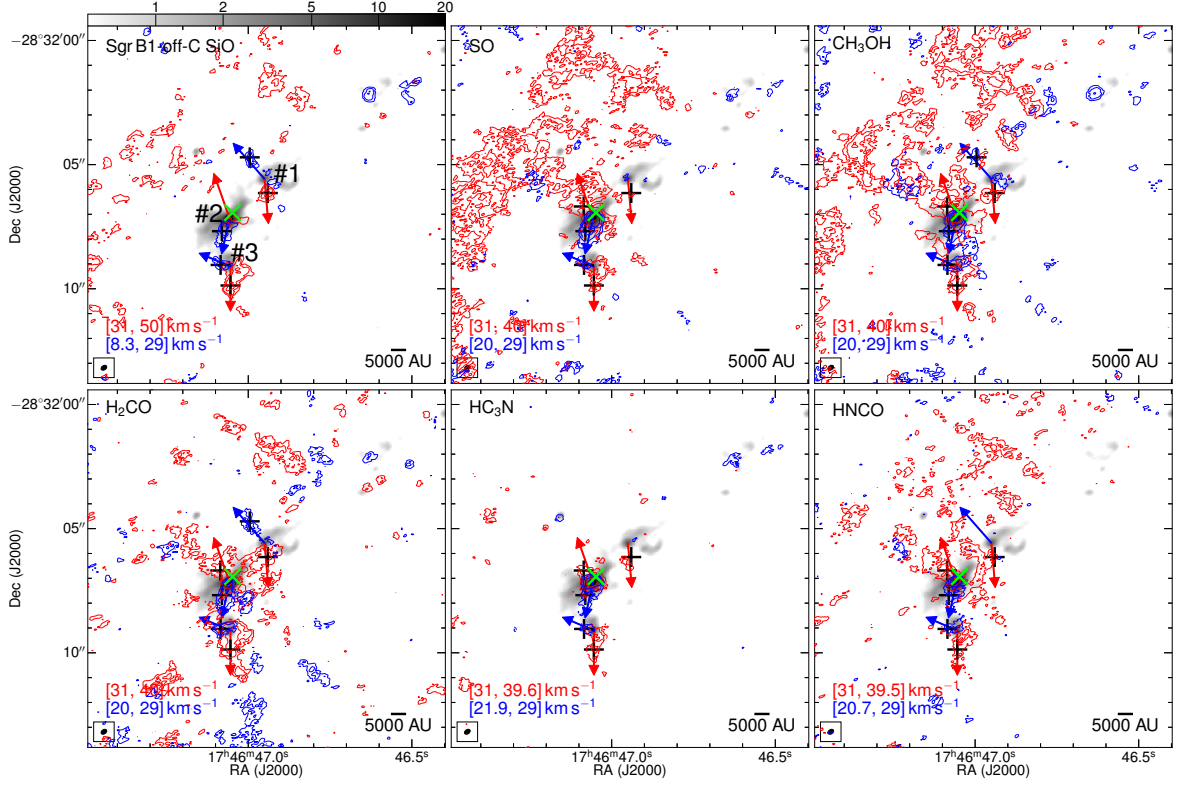 1 2 5 10 20
Sgr B1-off-C SiO
SO
CH₃OH
−28°32′00″
05″
10″
Dec (J2000)
#1
#2
#3
[31, 50] km s⁻¹
[8.3, 29] km s⁻¹
5000 AU
[31, 40] km s⁻¹
[20, 29] km s⁻¹
5000 AU
[31, 40] km s⁻¹
[20, 29] km s⁻¹
5000 AU
H₂CO
HC₃N
HNCO
−28°32′00″
05″
10″
Dec (J2000)
[31, 40] km s⁻¹
[20, 29] km s⁻¹
5000 AU
[31, 39.6] km s⁻¹
[21.9, 29] km s⁻¹
5000 AU
[31, 39.5] km s⁻¹
[20.7, 29] km s⁻¹
5000 AU
17ʰ46ᵐ47.0ˢ 46.5ˢ
RA (J2000)
17ʰ46ᵐ47.0ˢ 46.5ˢ
RA (J2000)
17ʰ46ᵐ47.0ˢ 46.5ˢ
RA (J2000)